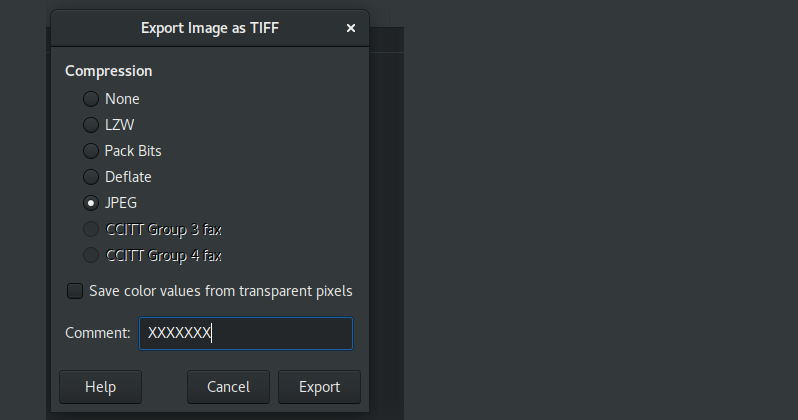 Export Image as TIFF
Compression
None
LZW
Pack Bits
Deflate
JPEG
CCITT Group 3 fax
CCITT Group 4 fax
Save color values from transparent pixels
Comment: XXXXXXX
Help Cancel Export